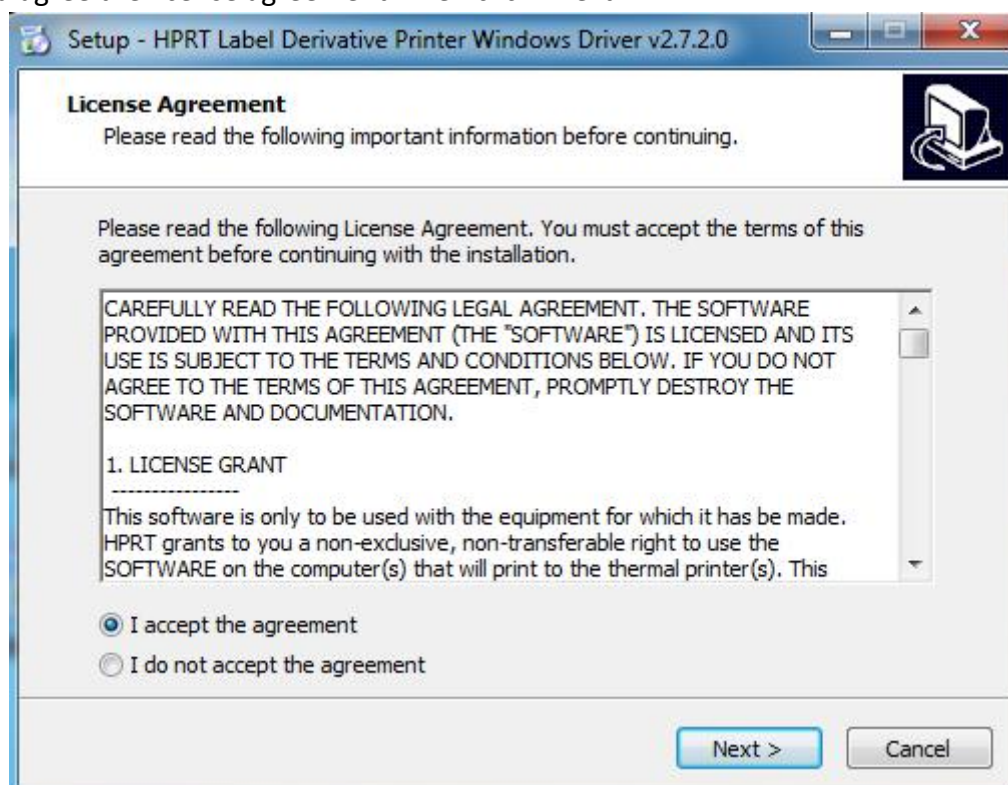 Setup - HPRT Label Derivative Printer Windows Driver v2.7.2.0
License Agreement
Please read the following important information before continuing.
Please read the following License Agreement. You must accept the terms of this
agreement before continuing with the installation.
CAREFULLY READ THE FOLLOWING LEGAL AGREEMENT. THE SOFTWARE
PROVIDED WITH THIS AGREEMENT (THE "SOFTWARE") IS LICENSED AND ITS
USE IS SUBJECT TO THE TERMS AND CONDITIONS BELOW. IF YOU DO NOT
AGREE TO THE TERMS OF THIS AGREEMENT, PROMPTLY DESTROY THE
SOFTWARE AND DOCUMENTATION.
1. LICENSE GRANT
----------------
This software is only to be used with the equipment for which it has be made.
HPRT grants to you a non-exclusive, non-transferable right to use the
SOFTWARE on the computer(s) that will print to the thermal printer(s). This
I accept the agreement
I do not accept the agreement
Next >
Cancel